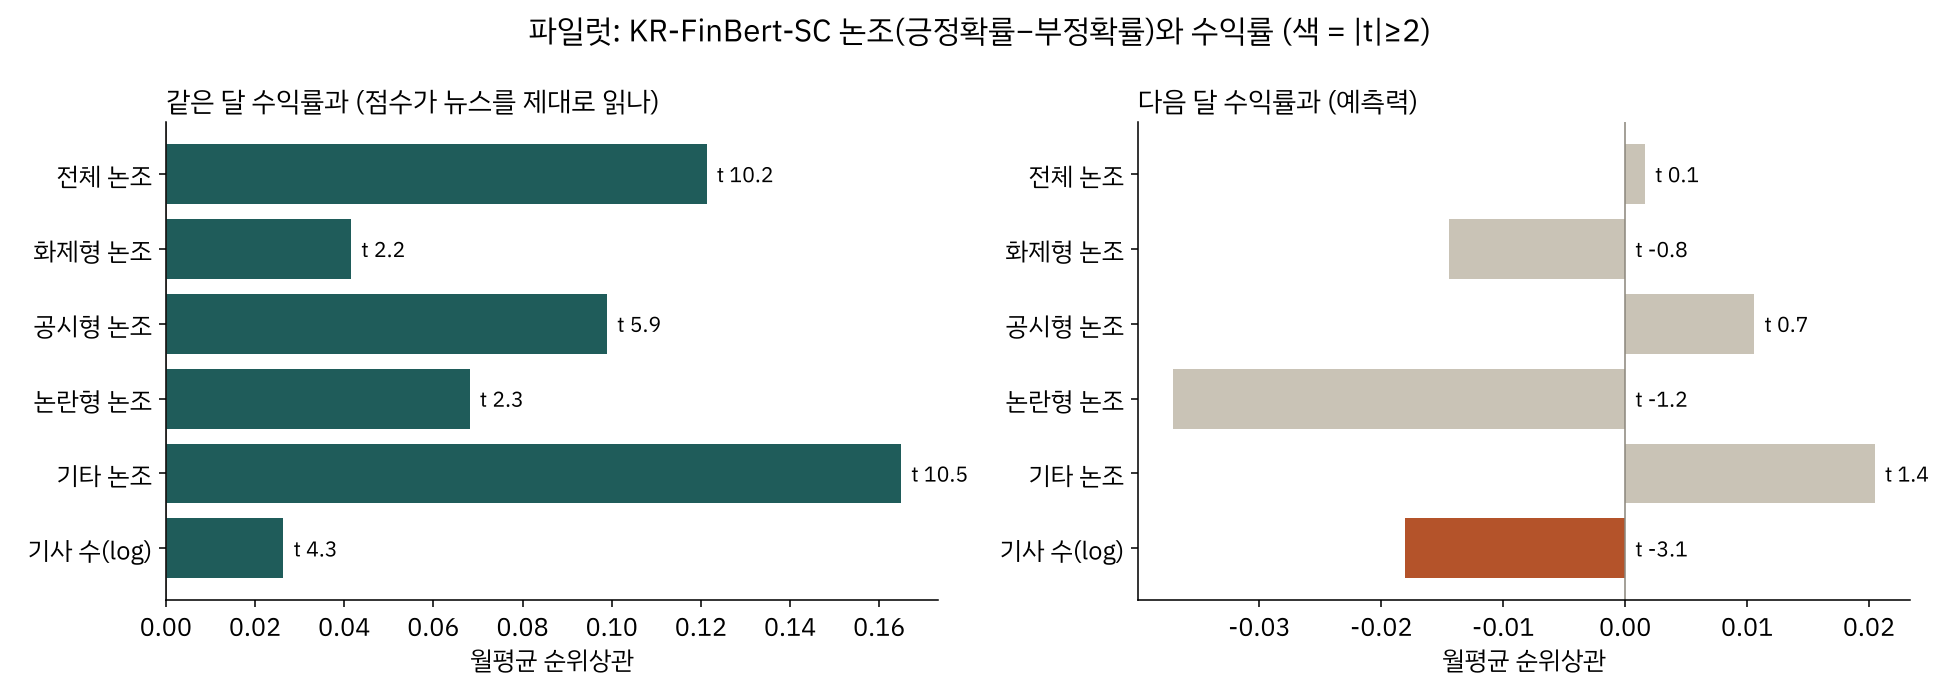 파일럿: KR-FinBert-SC 논조(긍정확률−부정확률)와 수익률 (색 = |t|≥2)
같은 달 수익률과 (점수가 뉴스를 제대로 읽나)
전체 논조
t 10.2
화제형 논조
t 2.2
공시형 논조
t 5.9
논란형 논조
t 2.3
기타 논조
t 10.5
기사 수(log)
t 4.3
0.00 0.02 0.04 0.06 0.08 0.10 0.12 0.14 0.16
월평균 순위상관
다음 달 수익률과 (예측력)
전체 논조
t 0.1
화제형 논조
t -0.8
공시형 논조
t 0.7
논란형 논조
t -1.2
기타 논조
t 1.4
기사 수(log)
t -3.1
-0.03 -0.02 -0.01 0.00 0.01 0.02
월평균 순위상관